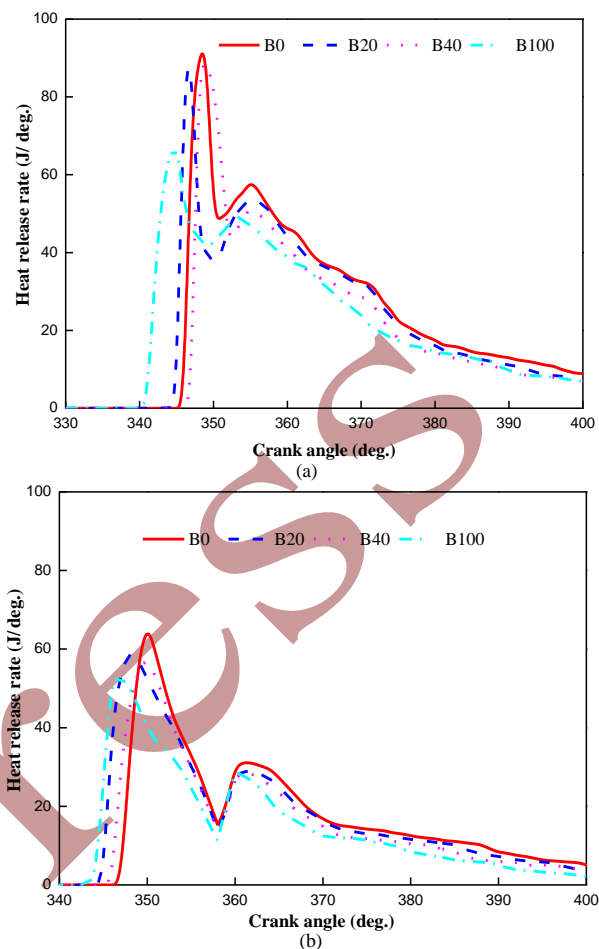 100
B0 B20 B40 B100
80
60
40
20
0
Heat release rate (J/ deg.)
330 340 350 360 370 380 390 400
Crank angle (deg.)
(a)
100
B0 B20 B40 B100
80
60
40
20
0
Heat release rate (J/ deg.)
340 350 360 370 380 390 400
Crank angle (deg.)
(b)
ress